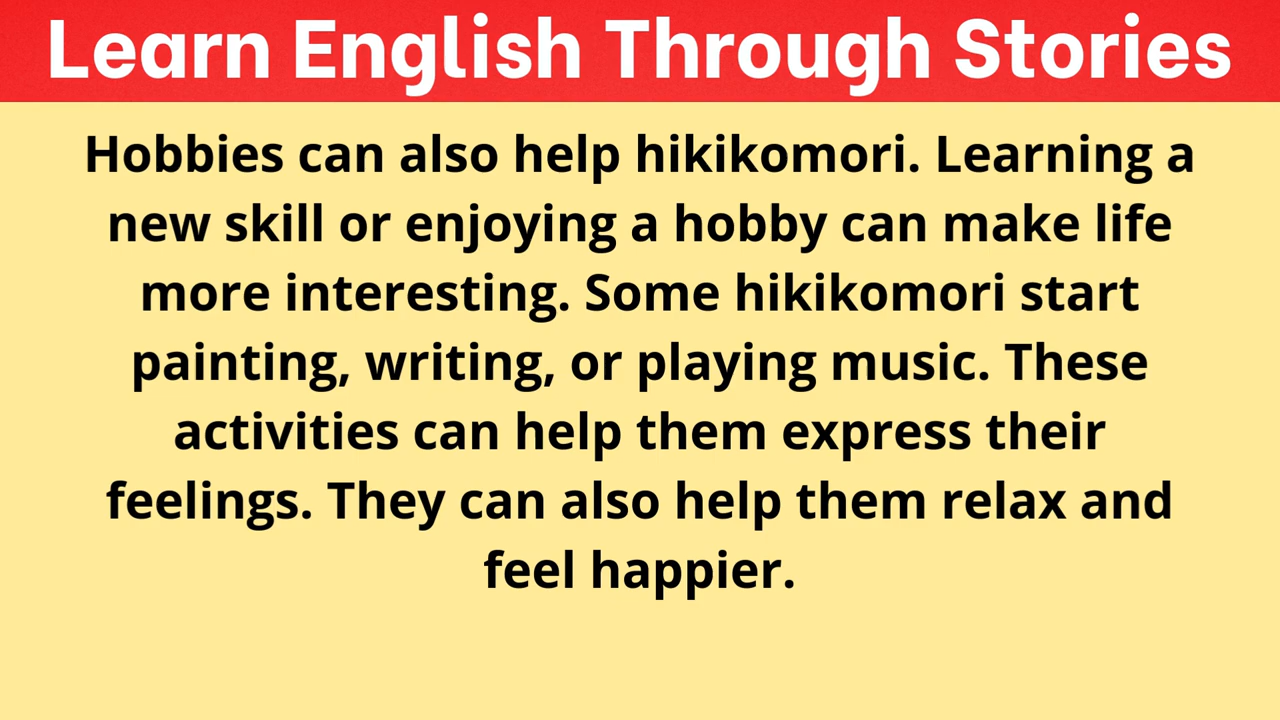 Learn English Through Stories
Hobbies can also help hikikomori. Learning a
new skill or enjoying a hobby can make life
more interesting. Some hikikomori start
painting, writing, or playing music. These
activities can help them express their
feelings. They can also help them relax and
feel happier.